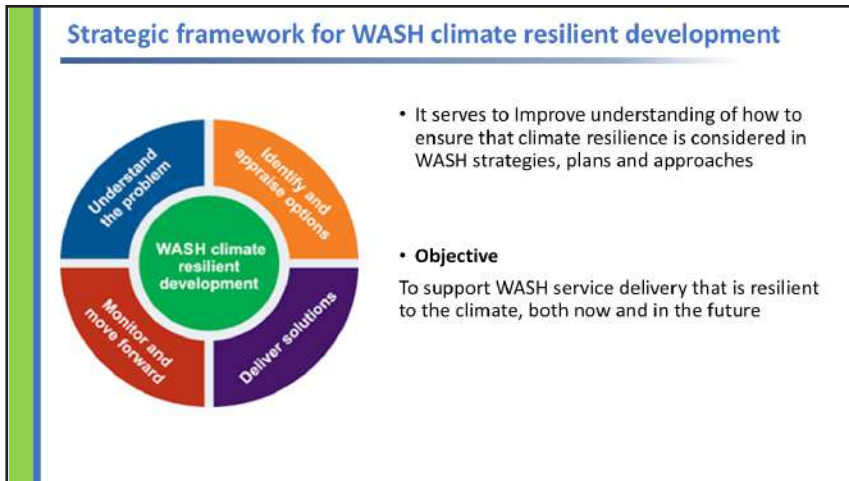 Strategic framework for WASH climate resilient development
Understand
the problem
Identify and
appraise options
WASH climate
resilient
development
Monitor and
move forward
Deliver solutions
• It serves to Improve understanding of how to
ensure that climate resilience is considered in
WASH strategies, plans and approaches
• Objective
To support WASH service delivery that is resilient
to the climate, both now and in the future